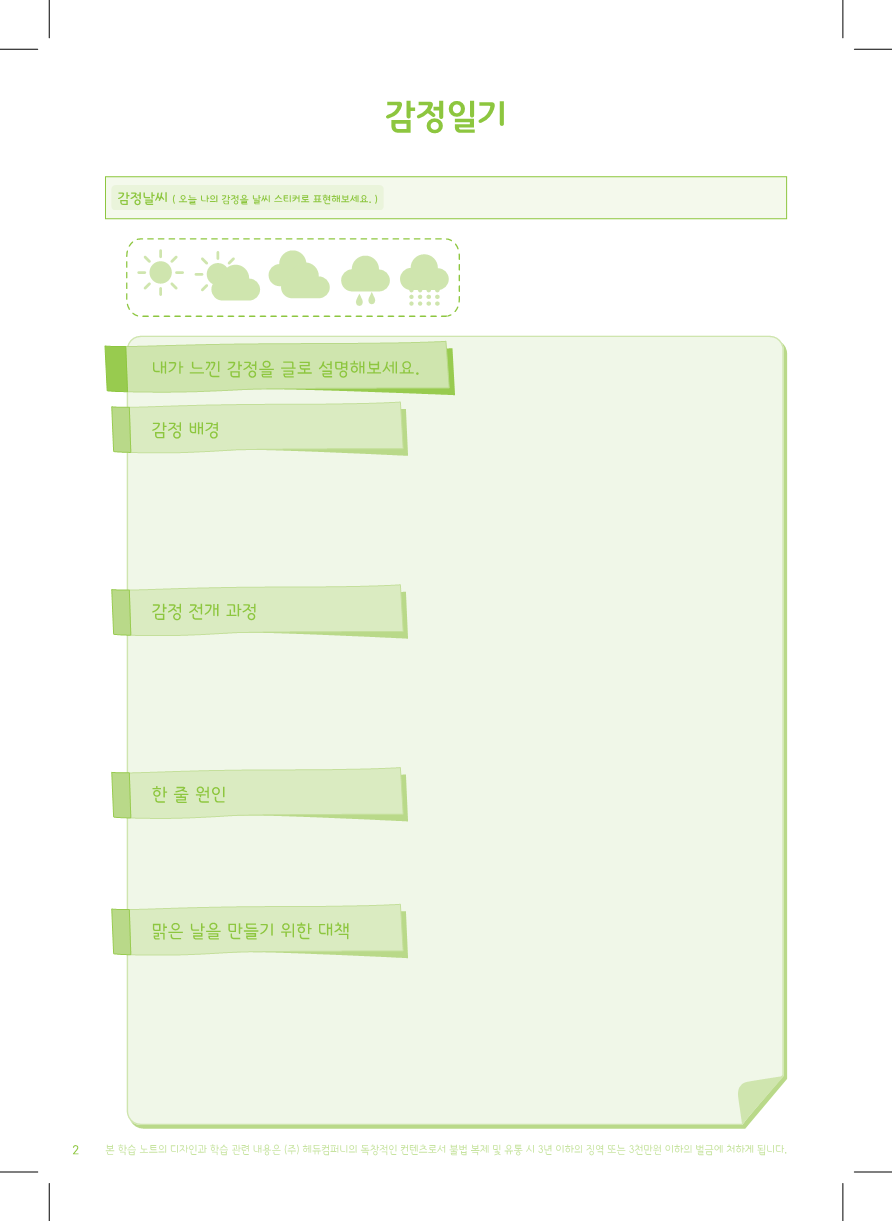 감정일기
감정날씨 ( 오늘 나의 감정을 날씨 스티커로 표현해보세요. )
내가 느낀 감정을 글로 설명해보세요.
감정 배경
감정 전개 과정
한 줄 원인
맑은 날을 만들기 위한 대책
2 본 학습 노트의 디자인과 학습 관련 내용은 (주) 헤듀컴퍼니의 독창적인 컨텐츠로서 불법 복제 및 유통 시 3년 이하의 징역 또는 3천만원 이하의 벌금에 처하게 됩니다.